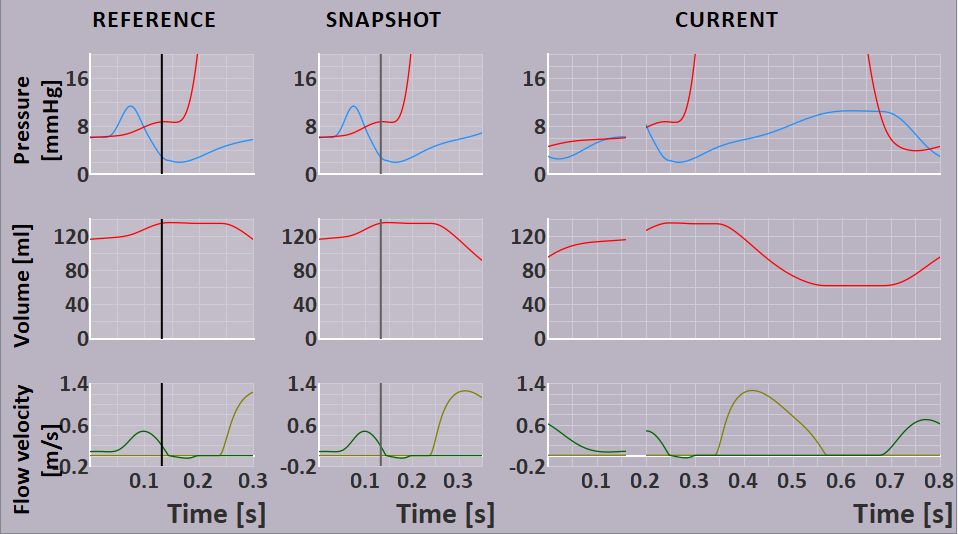 REFERENCE SNAPSHOT CURRENT
Pressure
[mmHg]
16 16 16
8 8 8
0 0 0
Volume [ml]
120 120 120
80 80 80
40 40 40
0 0 0
Flow velocity
[m/s]
1.4 1.4 1.4
0.6 0.6 0.6
-0.2 -0.2 -0.2
0.1 0.2 0.3 0.1 0.2 0.3 0.1 0.2 0.3 0.4 0.5 0.6 0.7 0.8
Time [s] Time [s] Time [s]